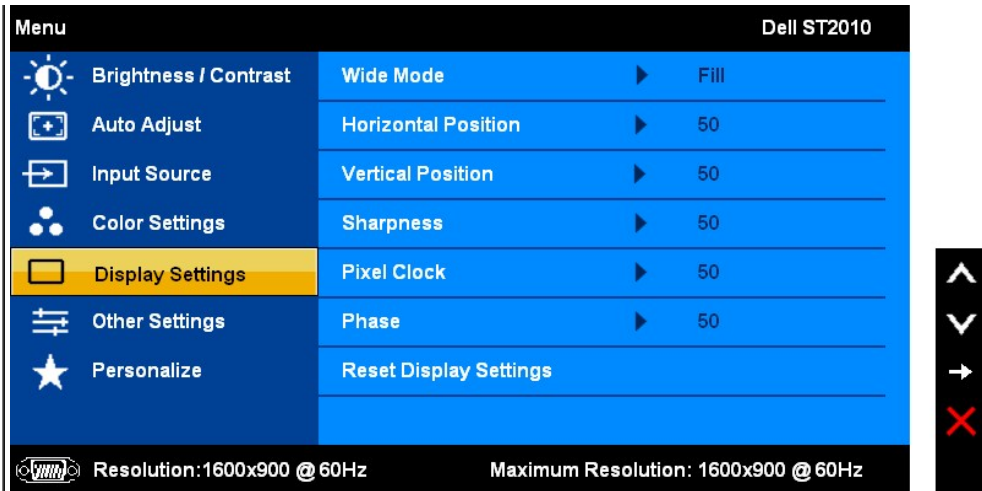 Menu Dell ST2010
Brightness / Contrast Wide Mode Fill
Auto Adjust Horizontal Position 50
Input Source Vertical Position 50
Color Settings Sharpness 50
Display Settings Pixel Clock 50
Other Settings Phase 50
Personalize Reset Display Settings
Resolution:1600x900 @ 60Hz Maximum Resolution: 1600x900 @ 60Hz